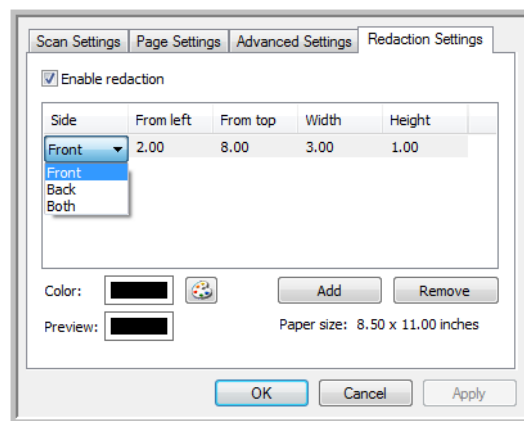 Scan Settings Page Settings Advanced Settings Redaction Settings
Enable redaction
Side From left From top Width Height
Front 2.00 8.00 3.00 1.00
Front
Back
Both
Color: Add Remove
Preview: Paper size: 8.50 x 11.00 inches
OK Cancel Apply